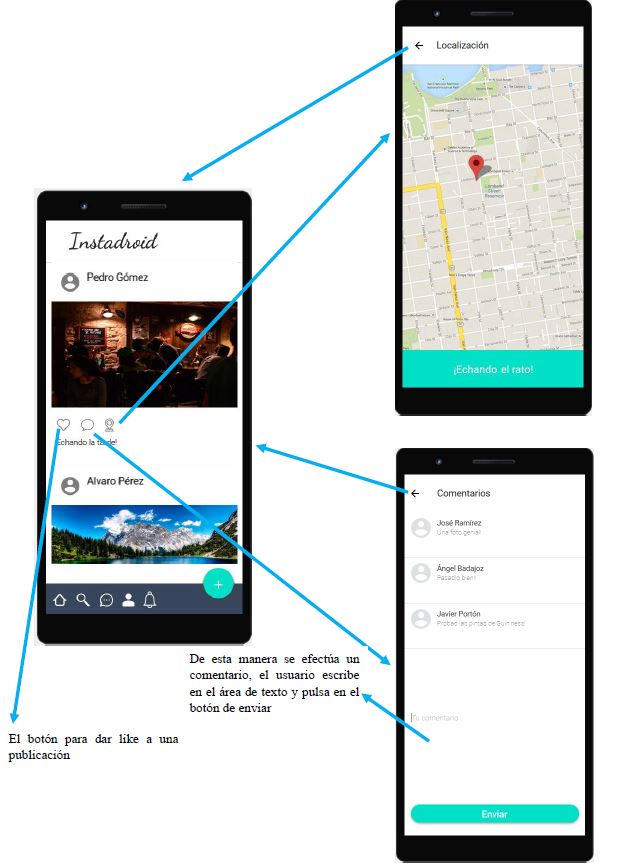 Localización
¡Echando el rato!
Instadroid
Pedro Gómez
Echando la tarde!
Alvaro Pérez
Comentarios
José Ramírez
Una foto genial!
Ángel Badajoz
Pasadlo bien!
Javier Portón
Probad las pintas de Guinness!
Tu comentario
Enviar
De esta manera se efectúa un
comentario, el usuario escribe
en el área de texto y pulsa en el
botón de enviar
El botón para dar like a una
publicación